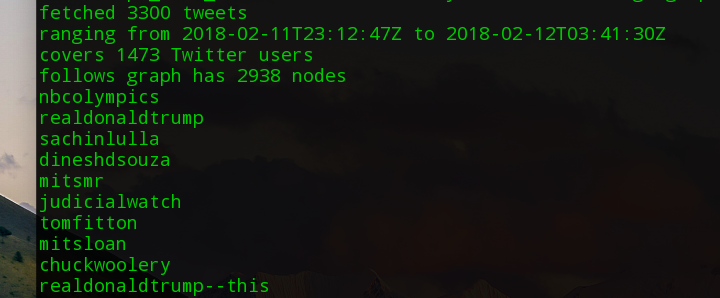 fetched 3300 tweets
ranging from 2018-02-11T23:12:47Z to 2018-02-12T03:41:30Z
covers 1473 Twitter users
follows graph has 2938 nodes
nbcolympics
realdonaldtrump
sachinlulla
dineshdsouza
mitsmr
judicialwatch
tomfitton
mitsloan
chuckwoolery
realdonaldtrump--this